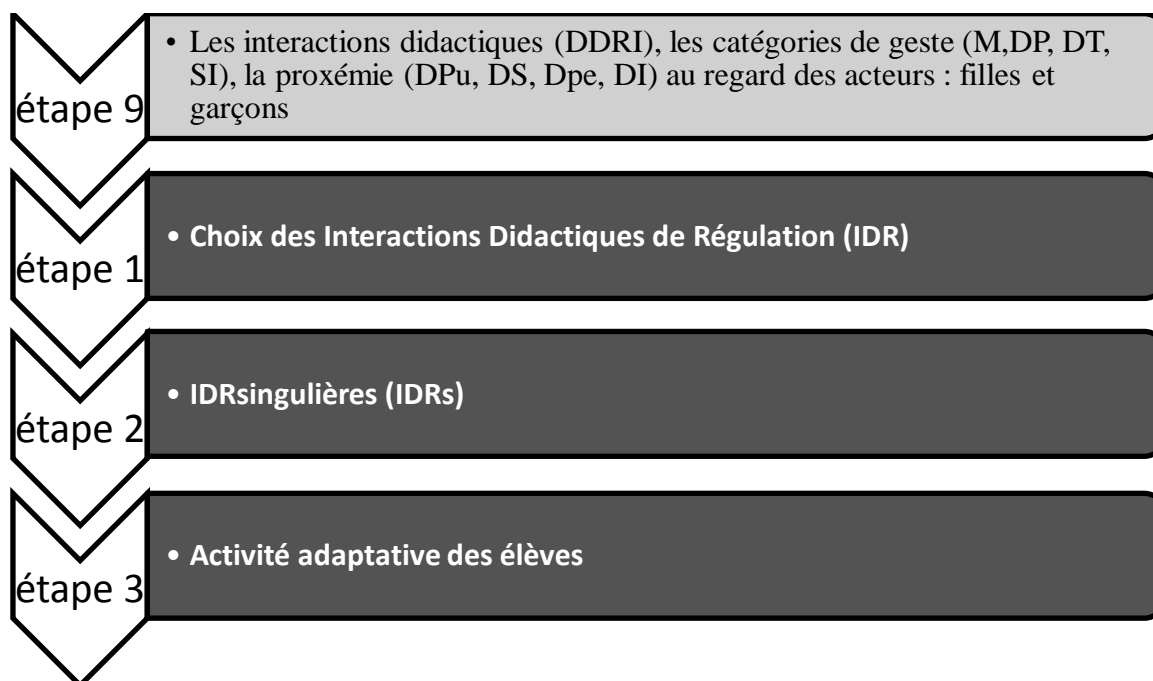 • Les interactions didactiques (DDRI), les catégories de geste (M,DP, DT,
SI), la proxémie (DPu, DS, Dpe, DI) au regard des acteurs : filles et
garçons
étape 9
• Choix des Interactions Didactiques de Régulation (IDR)
étape 1
• IDRsingulières (IDRs)
étape 2
• Activité adaptative des élèves
étape 3